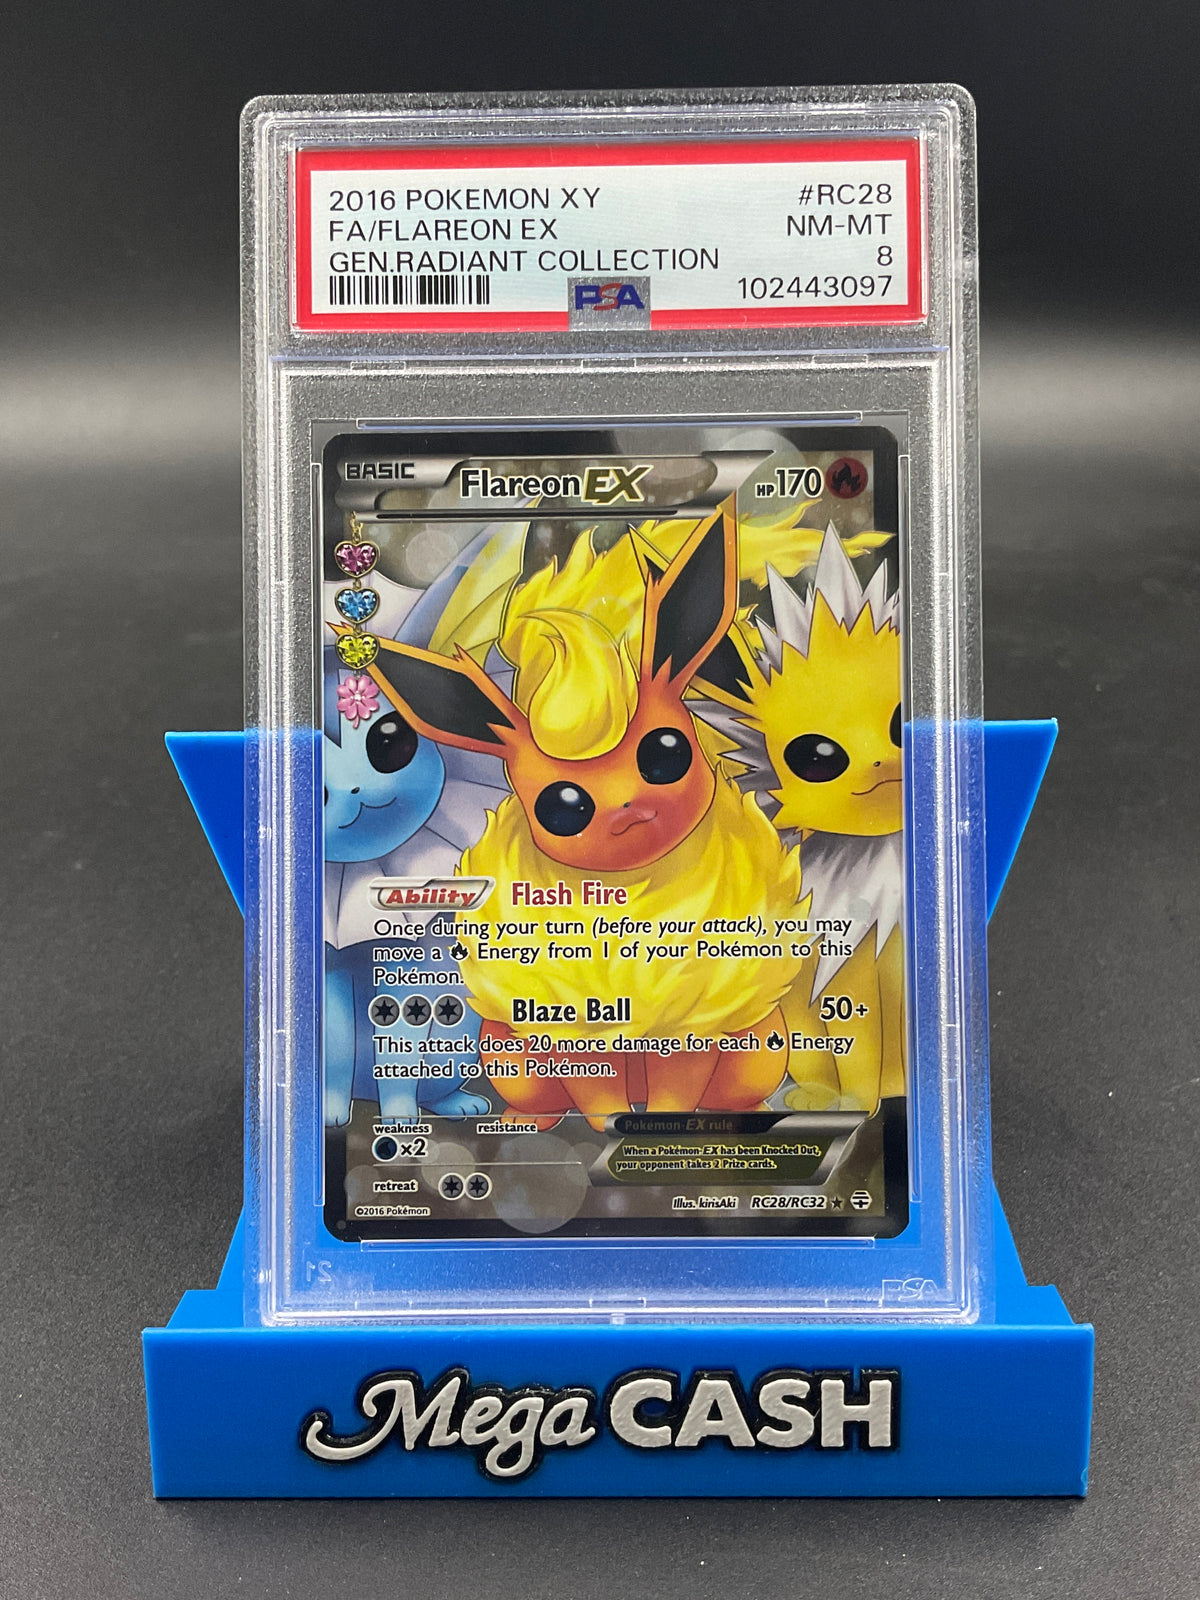 2016 POKEMON XY #RC28
FA/FLAREON EX NM-MT
GEN.RADIANT COLLECTION 8
PSA 102443097
BASIC Flareon EX HP 170
Ability Flash Fire
Once during your turn (before your attack), you may
move a Energy from 1 of your Pokémon to this
Pokémon.
Blaze Ball 50+
This attack does 20 more damage for each Energy
attached to this Pokémon.
weakness resistance
×2
Pokémon-EX rule
When a Pokémon-EX has been Knocked Out,
your opponent takes 2 Prize cards.
retreat
Illus. kirisAki RC28/RC32
©2016 Pokémon
21 PSA
Mega CASH